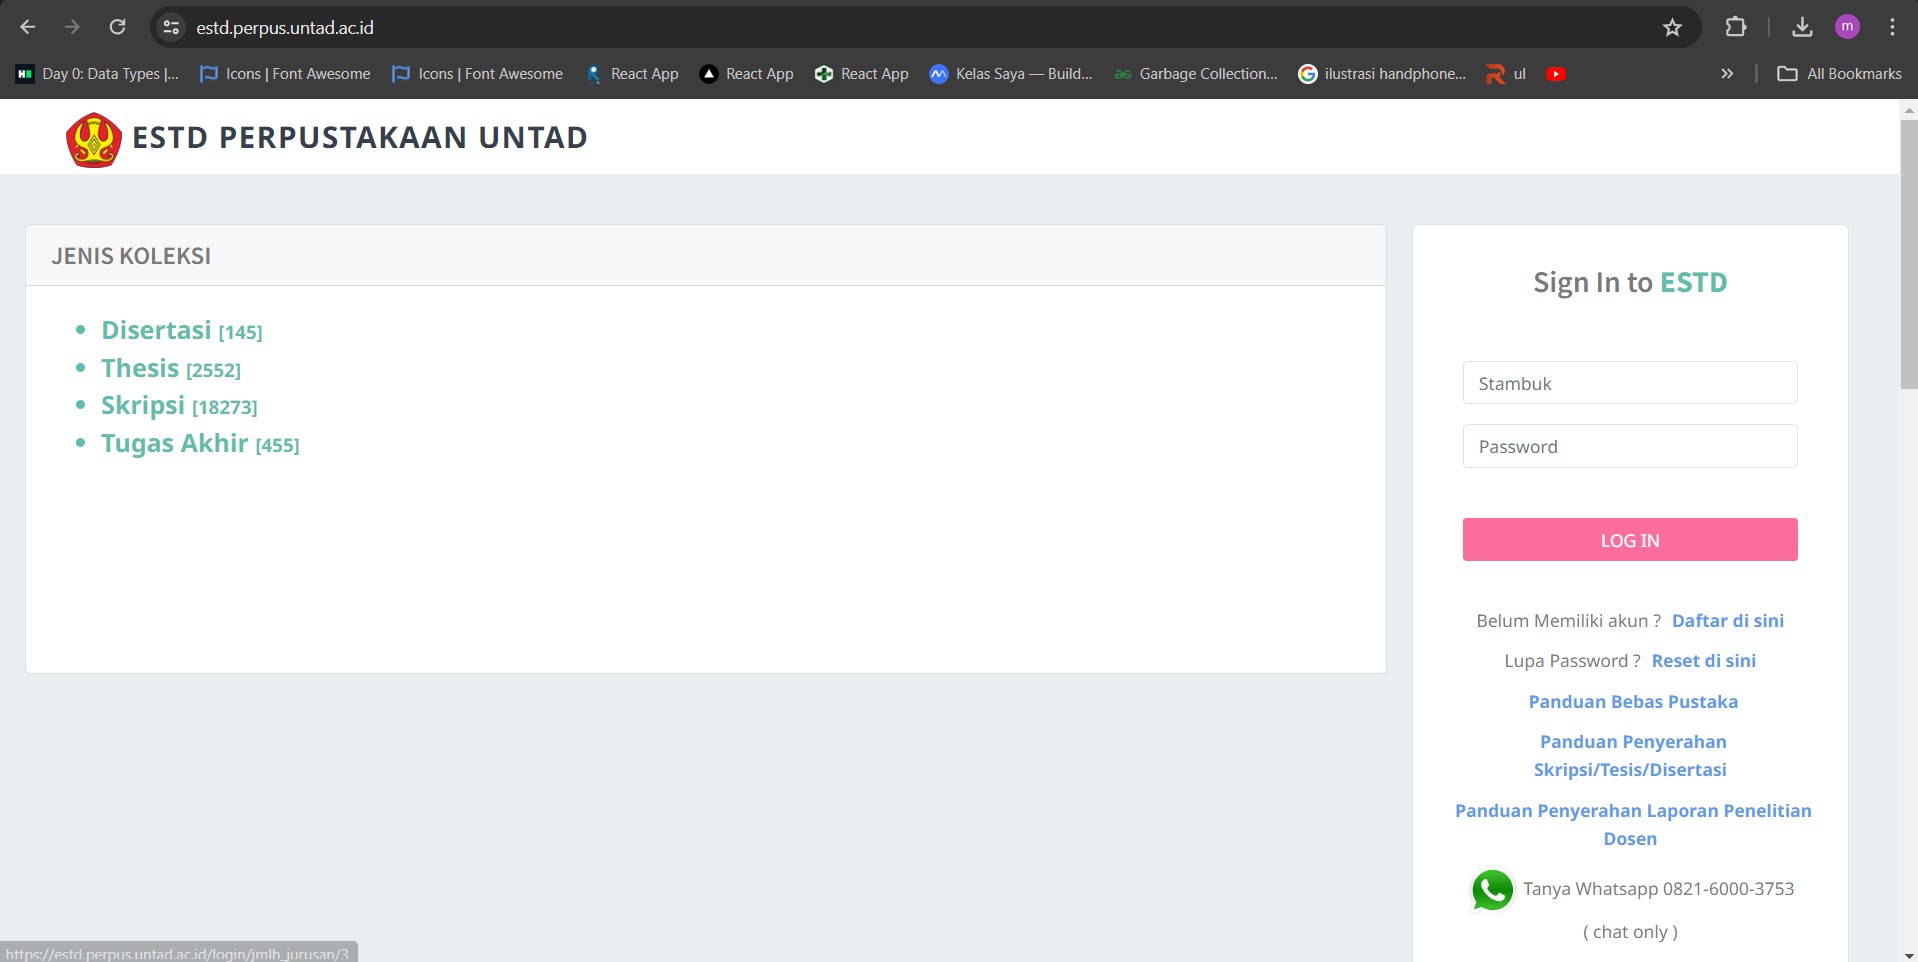 estd.perpus.untad.ac.id
Day 0: Data Types |...
Icons | Font Awesome
Icons | Font Awesome
React App
React App
React App
Kelas Saya — Build...
Garbage Collection...
ilustrasi handphone...
ul
All Bookmarks
ESTD PERPUSTAKAAN UNTAD
JENIS KOLEKSI
Disertasi [145]
Thesis [2552]
Skripsi [18273]
Tugas Akhir [455]
Sign In to ESTD
Stambuk
Password
LOG IN
Belum Memiliki akun ? Daftar di sini
Lupa Password ? Reset di sini
Panduan Bebas Pustaka
Panduan Penyerahan
Skripsi/Tesis/Disertasi
Panduan Penyerahan Laporan Penelitian
Dosen
Tanya Whatsapp 0821-6000-3753
( chat only )
https://estd.perpus.untad.ac.id/login/jmlh_jurusan/3
m